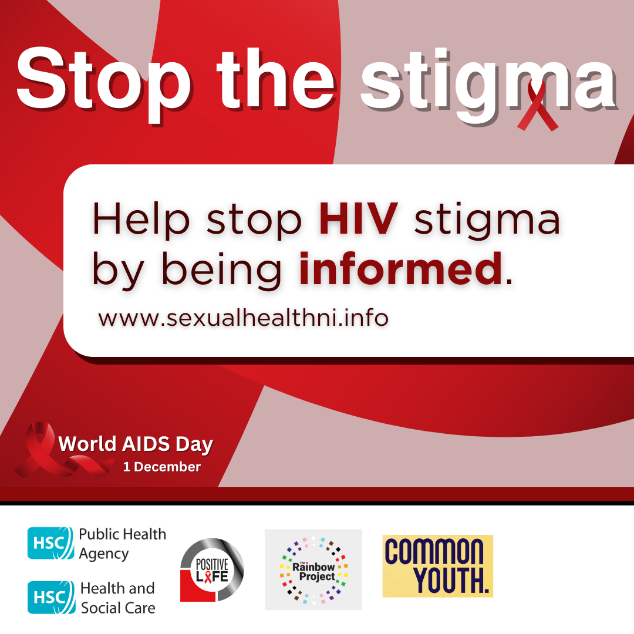 Stop the stigma
Help stop HIV stigma
by being informed.
www.sexualhealthni.info
World AIDS Day
1 December
HSC Public Health
Agency
HSC Health and
Social Care
POSITIVE
LIFE
The
Rainbow
Project
COMMON
YOUTH.